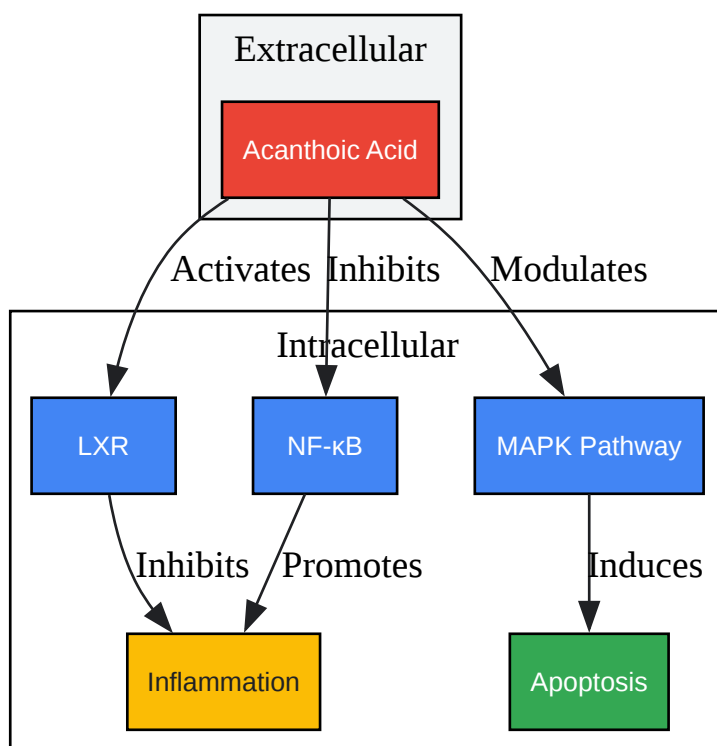 Extracellular
Acanthoic Acid
Activates
Inhibits
Modulates
Intracellular
LXR
NF-κB
MAPK Pathway
Inhibits
Promotes
Induces
Inflammation
Apoptosis